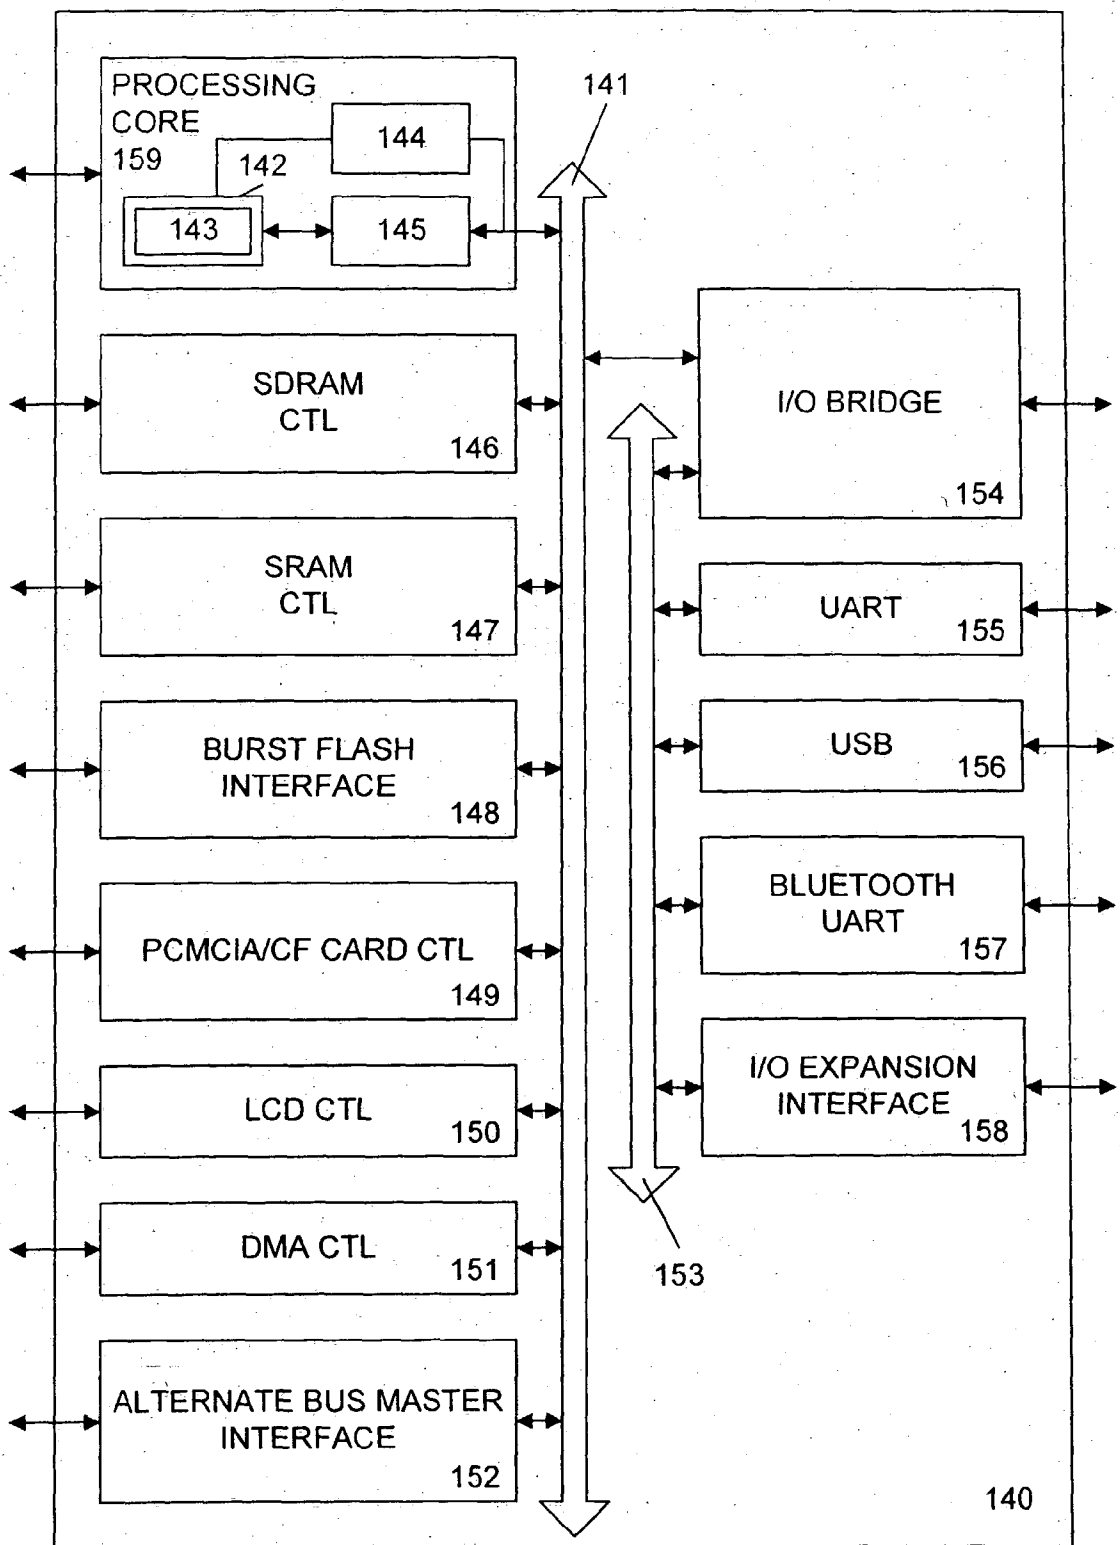 PROCESSING
CORE
159
142
144
143
145
141
SDRAM
CTL
146
SRAM
CTL
147
BURST FLASH
INTERFACE
148
PCMCIA/CF CARD CTL
149
LCD CTL
150
DMA CTL
151
ALTERNATE BUS MASTER
INTERFACE
152
I/O BRIDGE
154
UART
155
USB
156
BLUETOOTH
UART
157
I/O EXPANSION
INTERFACE
158
153
140